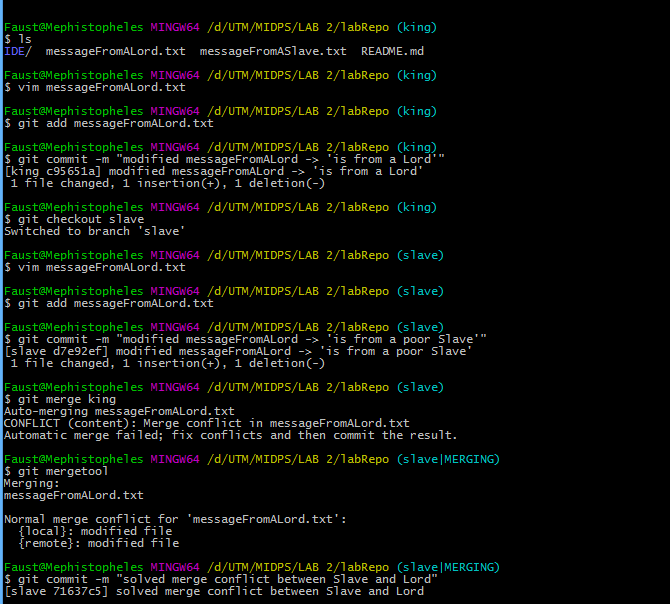 Faust@Mephistopheles MINGW64 /d/UTM/MIDPS/LAB 2/labRepo (king)
$ ls
IDE/  messageFromALord.txt  messageFromASlave.txt  README.md
Faust@Mephistopheles MINGW64 /d/UTM/MIDPS/LAB 2/labRepo (king)
$ vim messageFromALord.txt
Faust@Mephistopheles MINGW64 /d/UTM/MIDPS/LAB 2/labRepo (king)
$ git add messageFromALord.txt
Faust@Mephistopheles MINGW64 /d/UTM/MIDPS/LAB 2/labRepo (king)
$ git commit -m "modified messageFromALord -> 'is from a Lord'"
[king c95651a] modified messageFromALord -> 'is from a Lord'
 1 file changed, 1 insertion(+), 1 deletion(-)
Faust@Mephistopheles MINGW64 /d/UTM/MIDPS/LAB 2/labRepo (king)
$ git checkout slave
Switched to branch 'slave'
Faust@Mephistopheles MINGW64 /d/UTM/MIDPS/LAB 2/labRepo (slave)
$ vim messageFromALord.txt
Faust@Mephistopheles MINGW64 /d/UTM/MIDPS/LAB 2/labRepo (slave)
$ git add messageFromALord.txt
Faust@Mephistopheles MINGW64 /d/UTM/MIDPS/LAB 2/labRepo (slave)
$ git commit -m "modified messageFromALord -> 'is from a poor Slave'"
[slave d7e92ef] modified messageFromALord -> 'is from a poor Slave'
 1 file changed, 1 insertion(+), 1 deletion(-)
Faust@Mephistopheles MINGW64 /d/UTM/MIDPS/LAB 2/labRepo (slave)
$ git merge king
Auto-merging messageFromALord.txt
CONFLICT (content): Merge conflict in messageFromALord.txt
Automatic merge failed; fix conflicts and then commit the result.
Faust@Mephistopheles MINGW64 /d/UTM/MIDPS/LAB 2/labRepo (slave|MERGING)
$ git mergetool
Merging:
messageFromALord.txt
Normal merge conflict for 'messageFromALord.txt':
  {local}: modified file
  {remote}: modified file
Faust@Mephistopheles MINGW64 /d/UTM/MIDPS/LAB 2/labRepo (slave|MERGING)
$ git commit -m "solved merge conflict between Slave and Lord"
[slave 71637c5] solved merge conflict between Slave and Lord